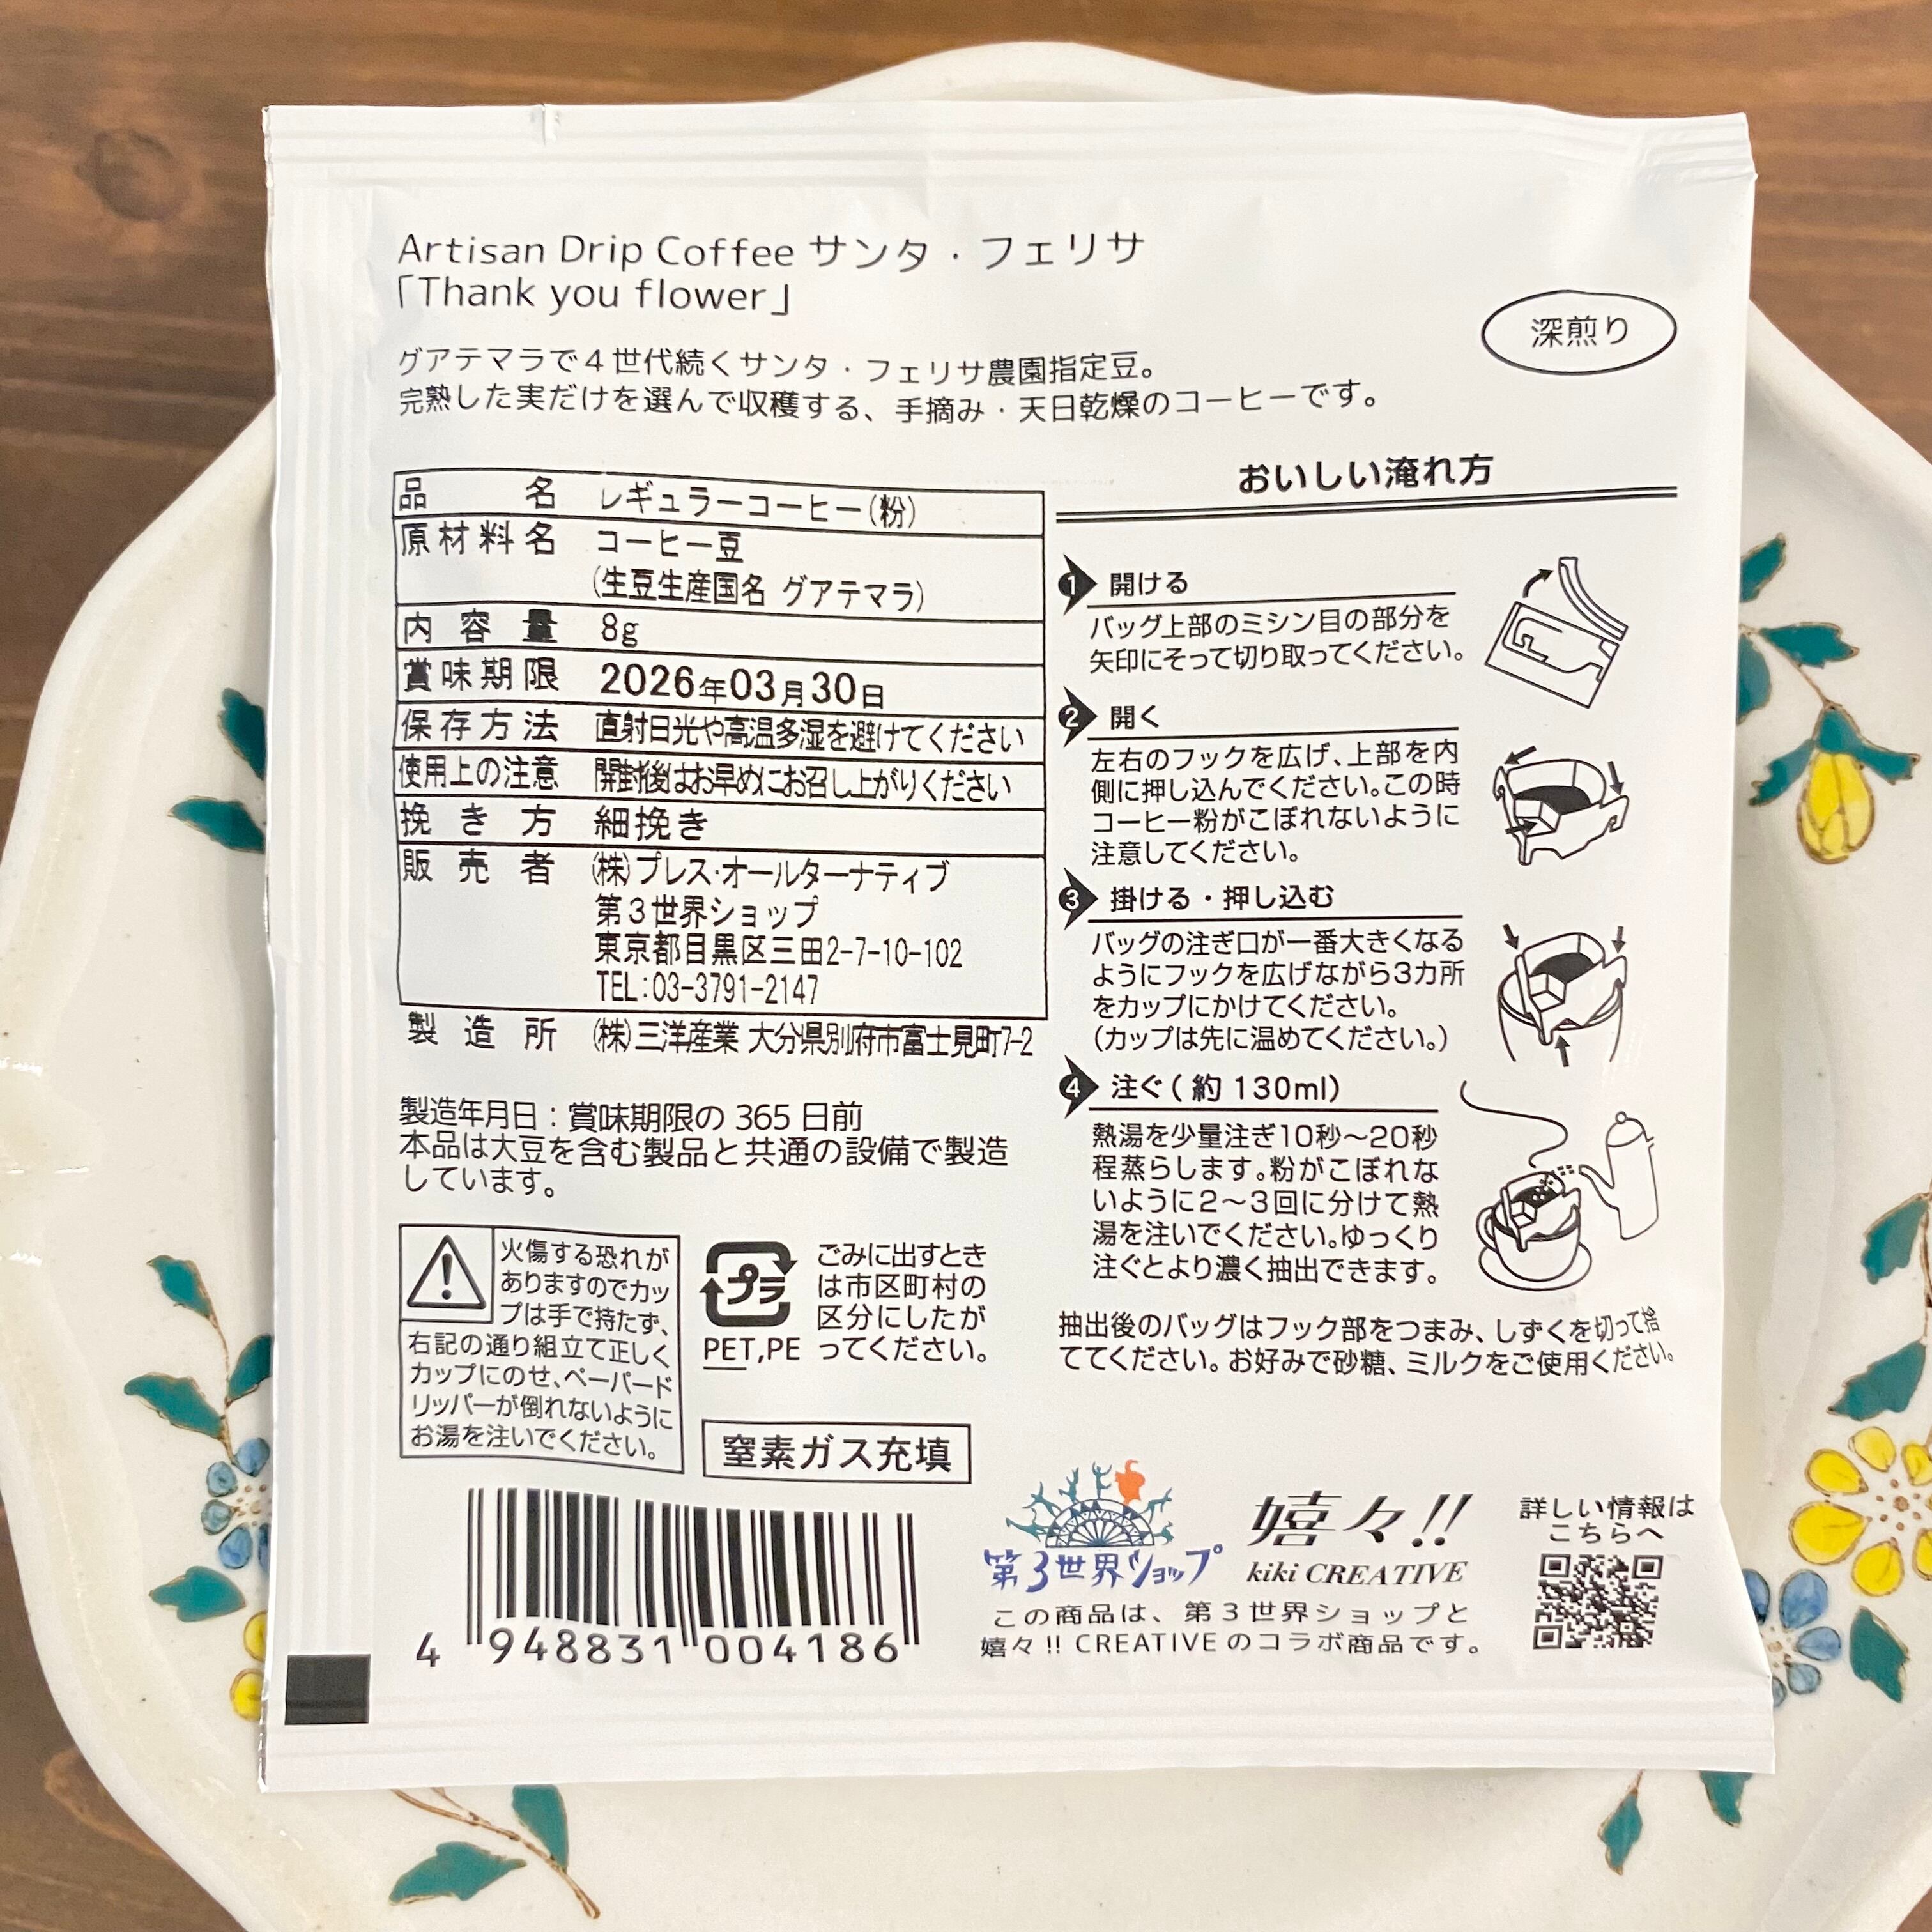 Artisan Drip Coffee サンタ・フェリサ
「Thank you flower」
深煎り
グアテマラで4世代続くサンタ・フェリサ農園指定豆。
完熟した実だけを選んで収穫する、手摘み・天日乾燥のコーヒーです。
品名 レギュラーコーヒー(粉)
原材料名 コーヒー豆
(生豆生産国名 グアテマラ)
内容量 8g
賞味期限 2026年03月30日
保存方法 直射日光や高温多湿を避けてください
使用上の注意 開封後はお早めにお召し上がりください
挽き方 細挽き
販売者 (株)プレス・オールターナティブ
第3世界ショップ
東京都目黒区三田2-7-10-102
TEL:03-3791-2147
製造所 (株)三洋産業 大分県別府市富士見町7-2
製造年月日:賞味期限の 365 日前
本品は大豆を含む製品と共通の設備で製造
しています。
火傷する恐れが
ありますのでカッ
プは手で持たず、
右記の通り組立て正しく
カップにのせ、ペーパード
リッパーが倒れないように
お湯を注いでください。
プラ
PET,PE
ごみに出すとき
は市区町村の
区分にしたが
ってください。
窒素ガス充填
4 948831 004186
おいしい淹れ方
1 開ける
バッグ上部のミシン目の部分を
矢印にそって切り取ってください。
2 開く
左右のフックを広げ、上部を内
側に押し込んでください。この時
コーヒー粉がこぼれないように
注意してください。
3 掛ける・押し込む
バッグの注ぎ口が一番大きくなる
ようにフックを広げながら3カ所
をカップにかけてください。
(カップは先に温めてください。)
4 注ぐ(約130ml)
熱湯を少量注ぎ10秒～20秒
程蒸らします。粉がこぼれな
いように2～3回に分けて熱
湯を注いでください。ゆっくり
注ぐとより濃く抽出できます。
抽出後のバッグはフック部をつまみ、しずくを切って捨
ててください。お好みで砂糖、ミルクをご使用ください。
第3世界ショップ
嬉々!!
kiki CREATIVE
この商品は、第3世界ショップと
嬉々!! CREATIVEのコラボ商品です。
詳しい情報は
こちらへ